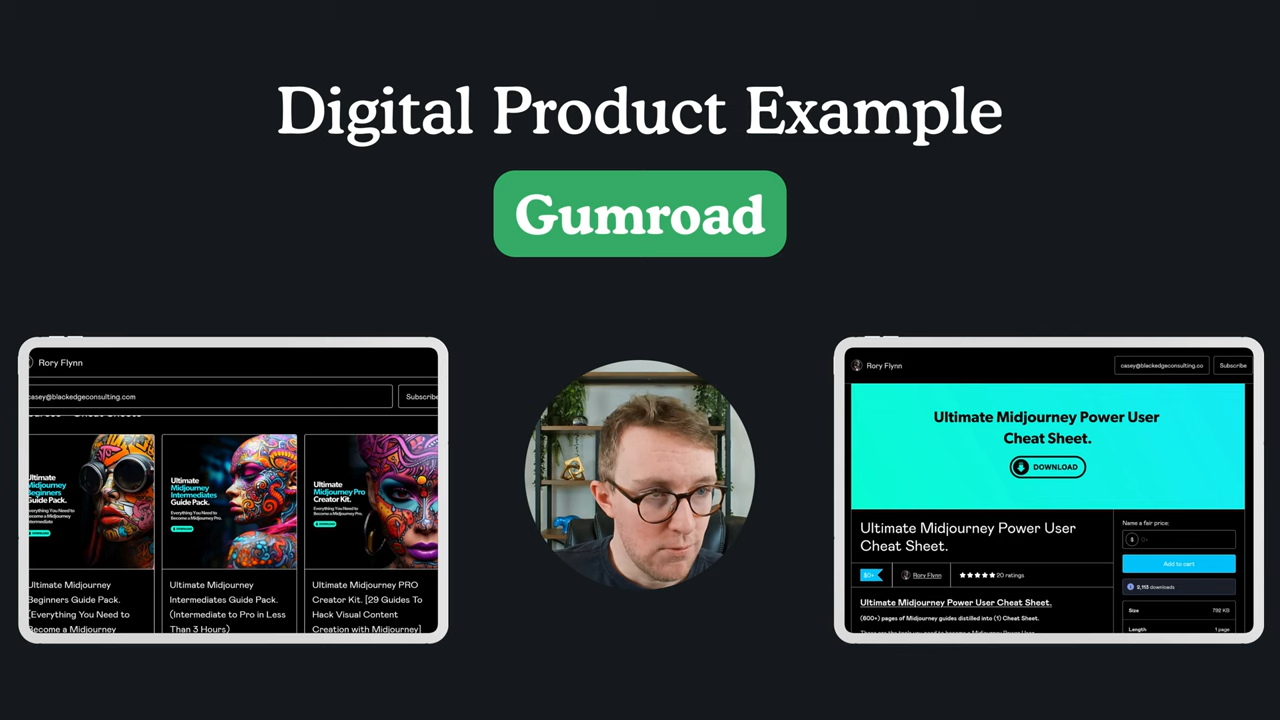 Digital Product Example
Gumroad
Rory Flynn
casey@blackedgeconsulting.com
Subscribe
Ultimate
Midjourney
Beginners
Guide Pack.
Everything You Need to
Become a Midjourney
Intermediate
DOWNLOAD
Ultimate
Midjourney
Intermediates
Guide Pack.
Everything You Need to
Become a Midjourney Pro.
DOWNLOAD
Ultimate
Midjourney Pro
Creator Kit.
Everything You Need to
Become a Midjourney Pro.
DOWNLOAD
Ultimate Midjourney
Beginners Guide Pack.
[Everything You Need to
Become a Midjourney
Ultimate Midjourney
Intermediates Guide Pack.
(Intermediate to Pro in Less
Than 3 Hours)
Ultimate Midjourney PRO
Creator Kit. [29 Guides To
Hack Visual Content
Creation with Midjourney]
Rory Flynn
casey@blackedgeconsulting.co
Subscribe
Ultimate Midjourney Power User
Cheat Sheet.
DOWNLOAD
Ultimate Midjourney Power User
Cheat Sheet.
$0+
Rory Flynn
20 ratings
Ultimate Midjourney Power User Cheat Sheet.
(600+) pages of Midjourney guides distilled into (1) Cheat Sheet.
Name a fair price:
$ 0+
Add to cart
2,113 downloads
Size 792 KB
Length 1 page